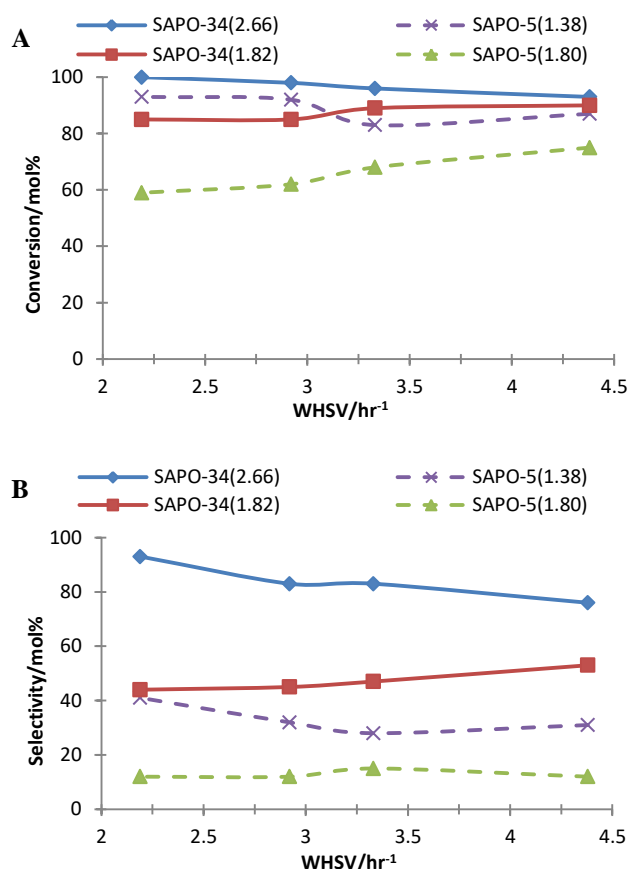 A
SAPO-34(2.66) SAPO-5(1.38)
SAPO-34(1.82) SAPO-5(1.80)
100
80
60
40
20
0
Conversion/mol%
2 2.5 3 3.5 4 4.5
WHSV/hr⁻¹
B
SAPO-34(2.66) SAPO-5(1.38)
SAPO-34(1.82) SAPO-5(1.80)
100
80
60
40
20
0
Selectivity/mol%
2 2.5 3 3.5 4 4.5
WHSV/hr⁻¹